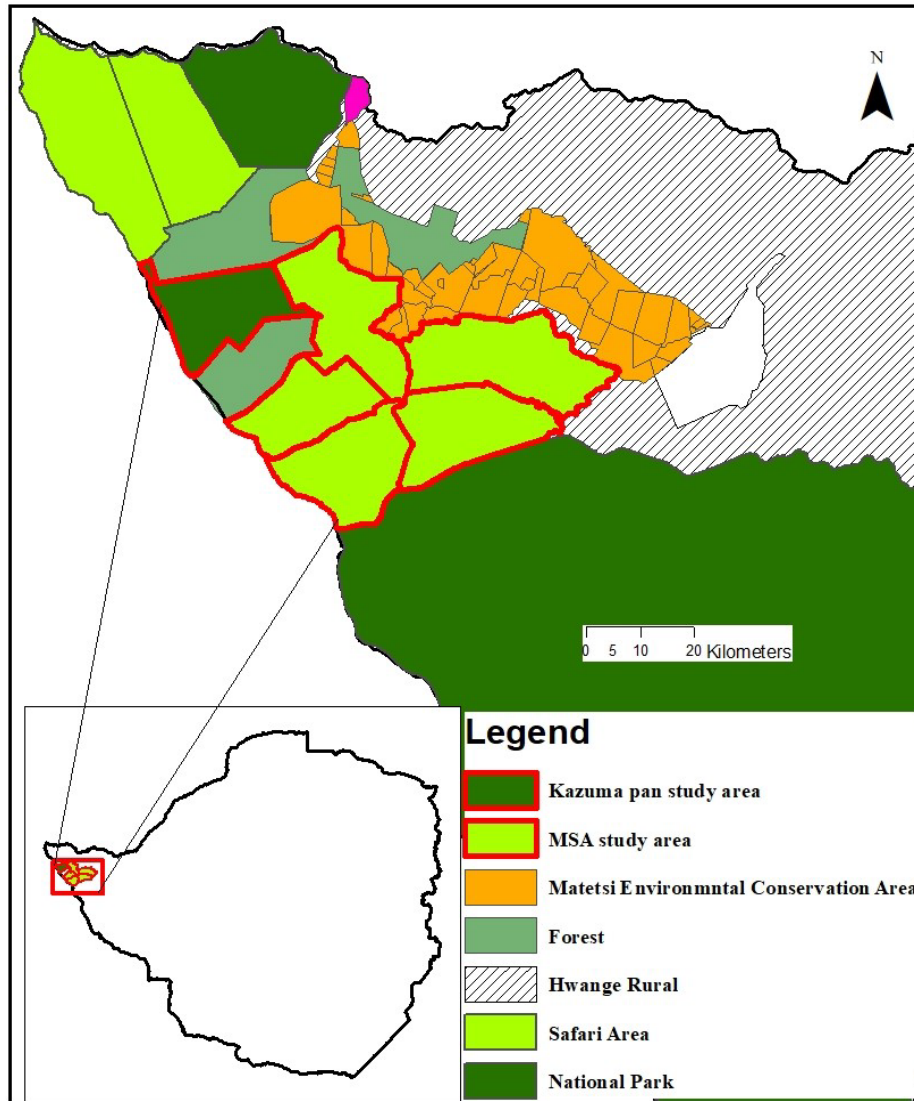 N
0 5 10 20 Kilometers
Legend
Kazuma pan study area
MSA study area
Matetsi Environmntal Conservation Area
Forest
Hwange Rural
Safari Area
National Park